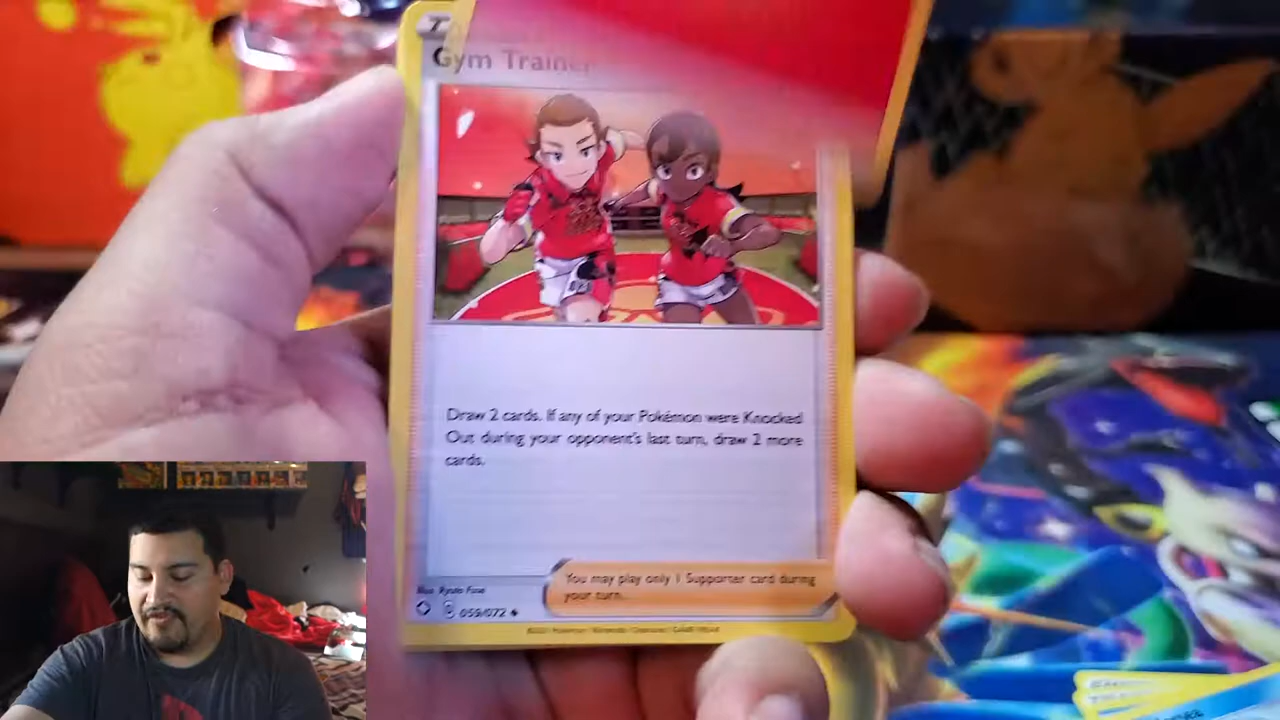 Gym Trainer
Draw 2 cards. If any of your Pokémon were Knocked
Out during your opponent's last turn, draw 2 more
cards.
You may play only 1 Supporter card during
your turn.
Illus. Ryuta Fuse
059/072